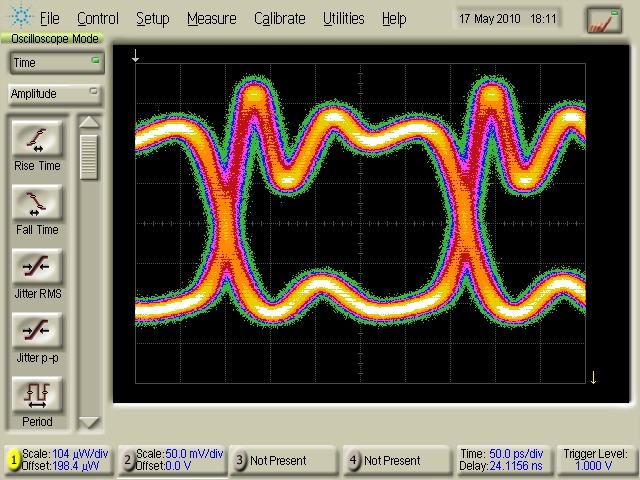 File Control Setup Measure Calibrate Utilities Help 17 May 2010 18:11
Oscilloscope Mode
Time
Amplitude
Rise Time
Fall Time
Jitter RMS
Jitter p-p
Period
1 Scale:104 µW/div
Offset:198.4 µW
2 Scale:50.0 mV/div
Offset:0.0 V
3 Not Present
4 Not Present
Time: 50.0 ps/div
Delay:24.1156 ns
Trigger Level:
1.000 V